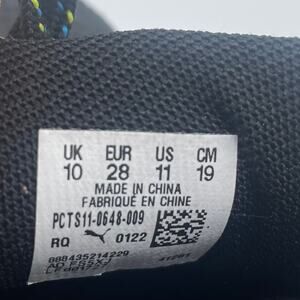 UK EUR US CM
10 28 11 19
MADE IN CHINA
FABRIQUÉ EN CHINE
PCTS11-0648-009
RQ 0122
888435214229